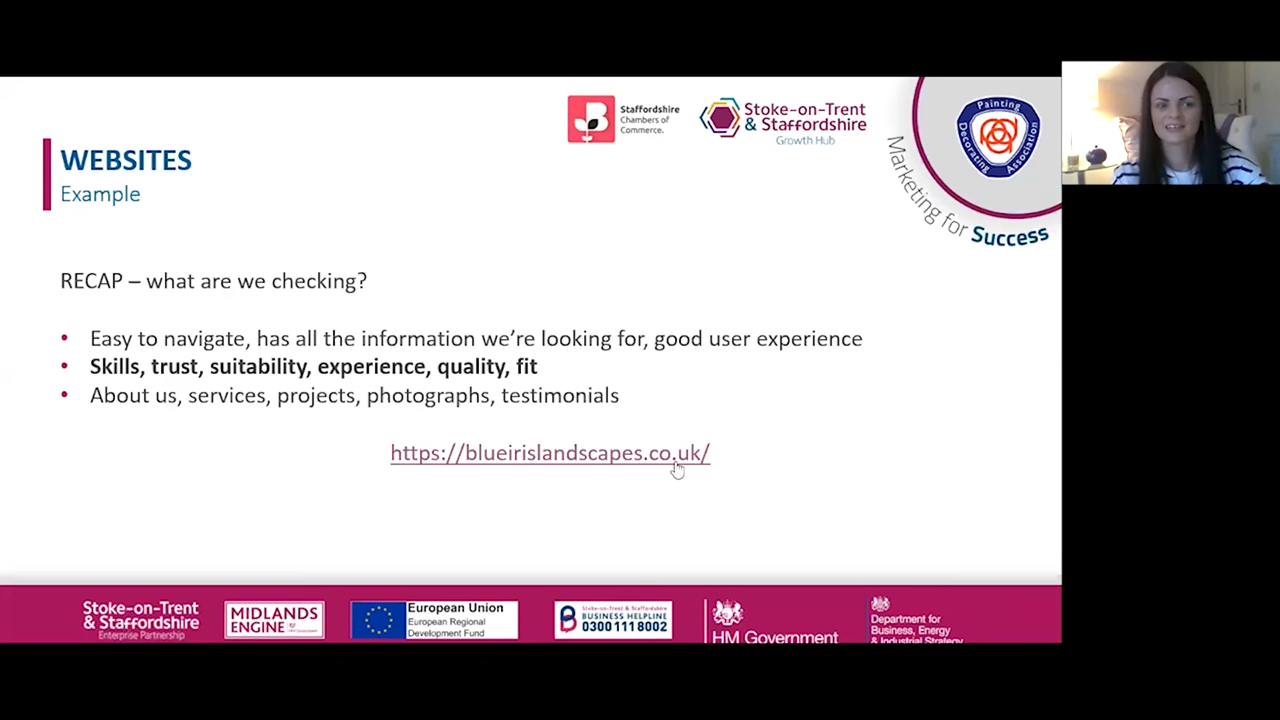 Staffordshire
Chambers of
Commerce.
Stoke-on-Trent
& Staffordshire
Growth Hub
Painting
Decorating
Association
Marketing for Success
WEBSITES
Example
RECAP – what are we checking?
• Easy to navigate, has all the information we’re looking for, good user experience
• Skills, trust, suitability, experience, quality, fit
• About us, services, projects, photographs, testimonials
https://blueirislandscapes.co.uk/
Stoke-on-Trent
& Staffordshire
Enterprise Partnership
MIDLANDS
ENGINE
European Union
European Regional
Development Fund
Stoke-on-Trent & Staffordshire
BUSINESS HELPLINE
0300 111 8002
HM Government
Department for
Business, Energy
& Industrial Strategy